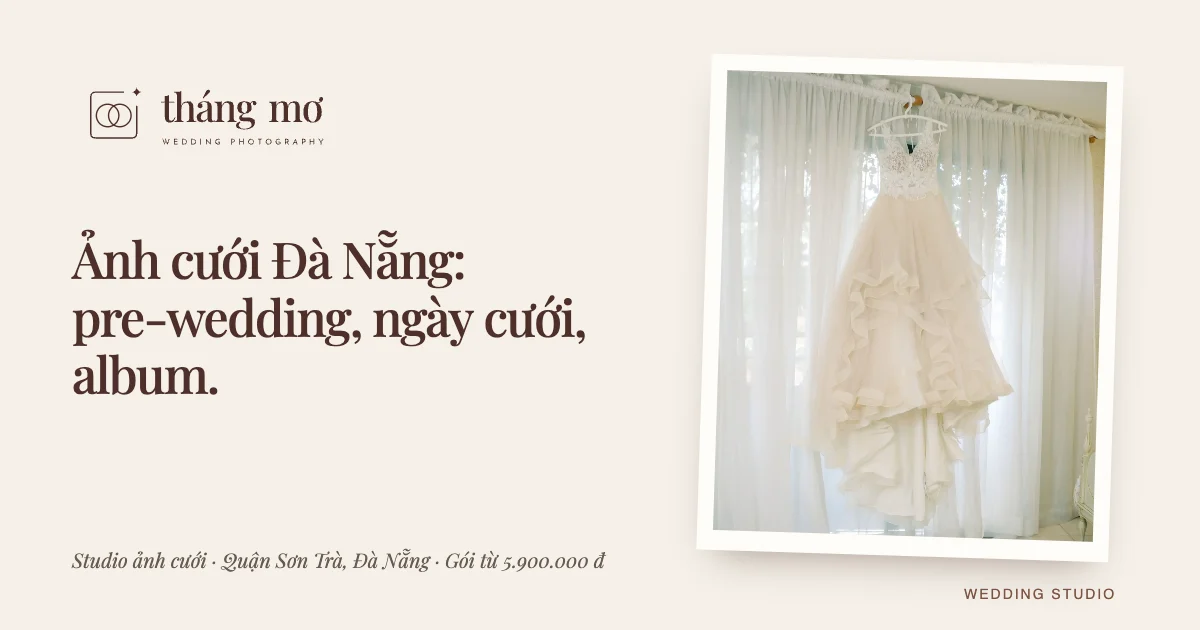 tháng mơ
WEDDING PHOTOGRAPHY
Ảnh cưới Đà Nẵng:
pre-wedding, ngày cưới,
album.
Studio ảnh cưới · Quận Sơn Trà, Đà Nẵng · Gói từ 5.900.000 đ
WEDDING STUDIO